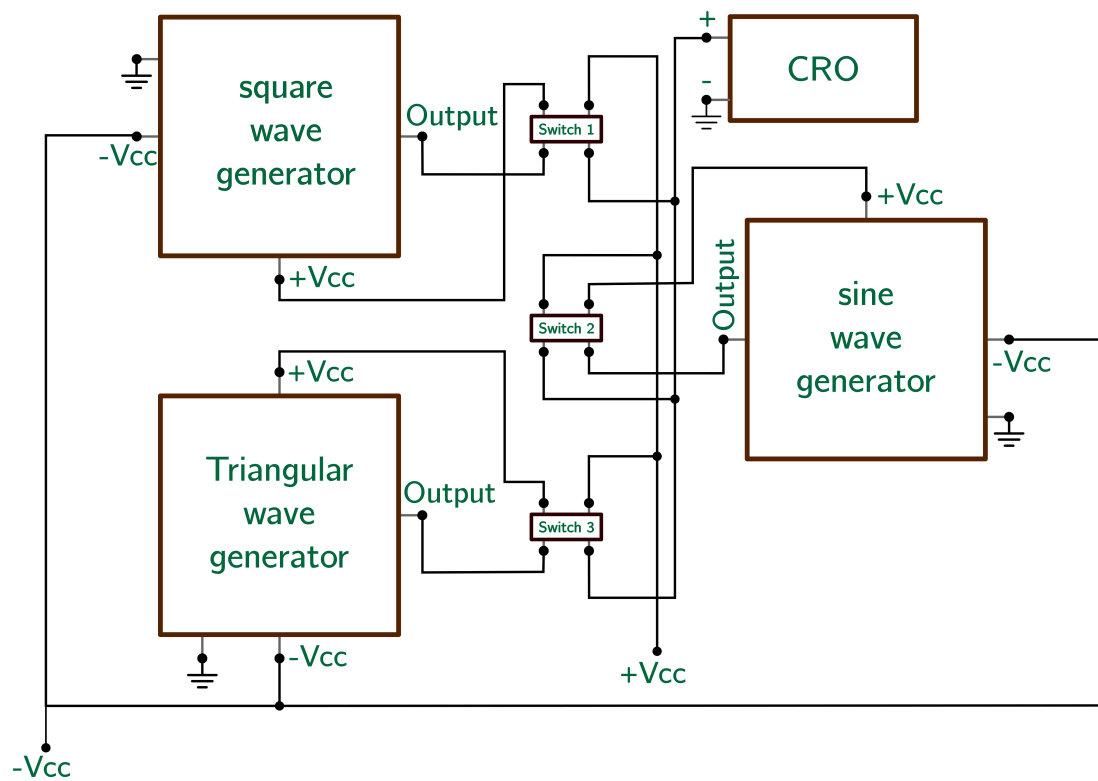 square
wave
generator
-Vcc
+Vcc
Output
Switch 1
+
-
CRO
+Vcc
Output
sine
wave
generator
-Vcc
Switch 2
+Vcc
Triangular
wave
generator
Output
Switch 3
-Vcc
+Vcc
-Vcc